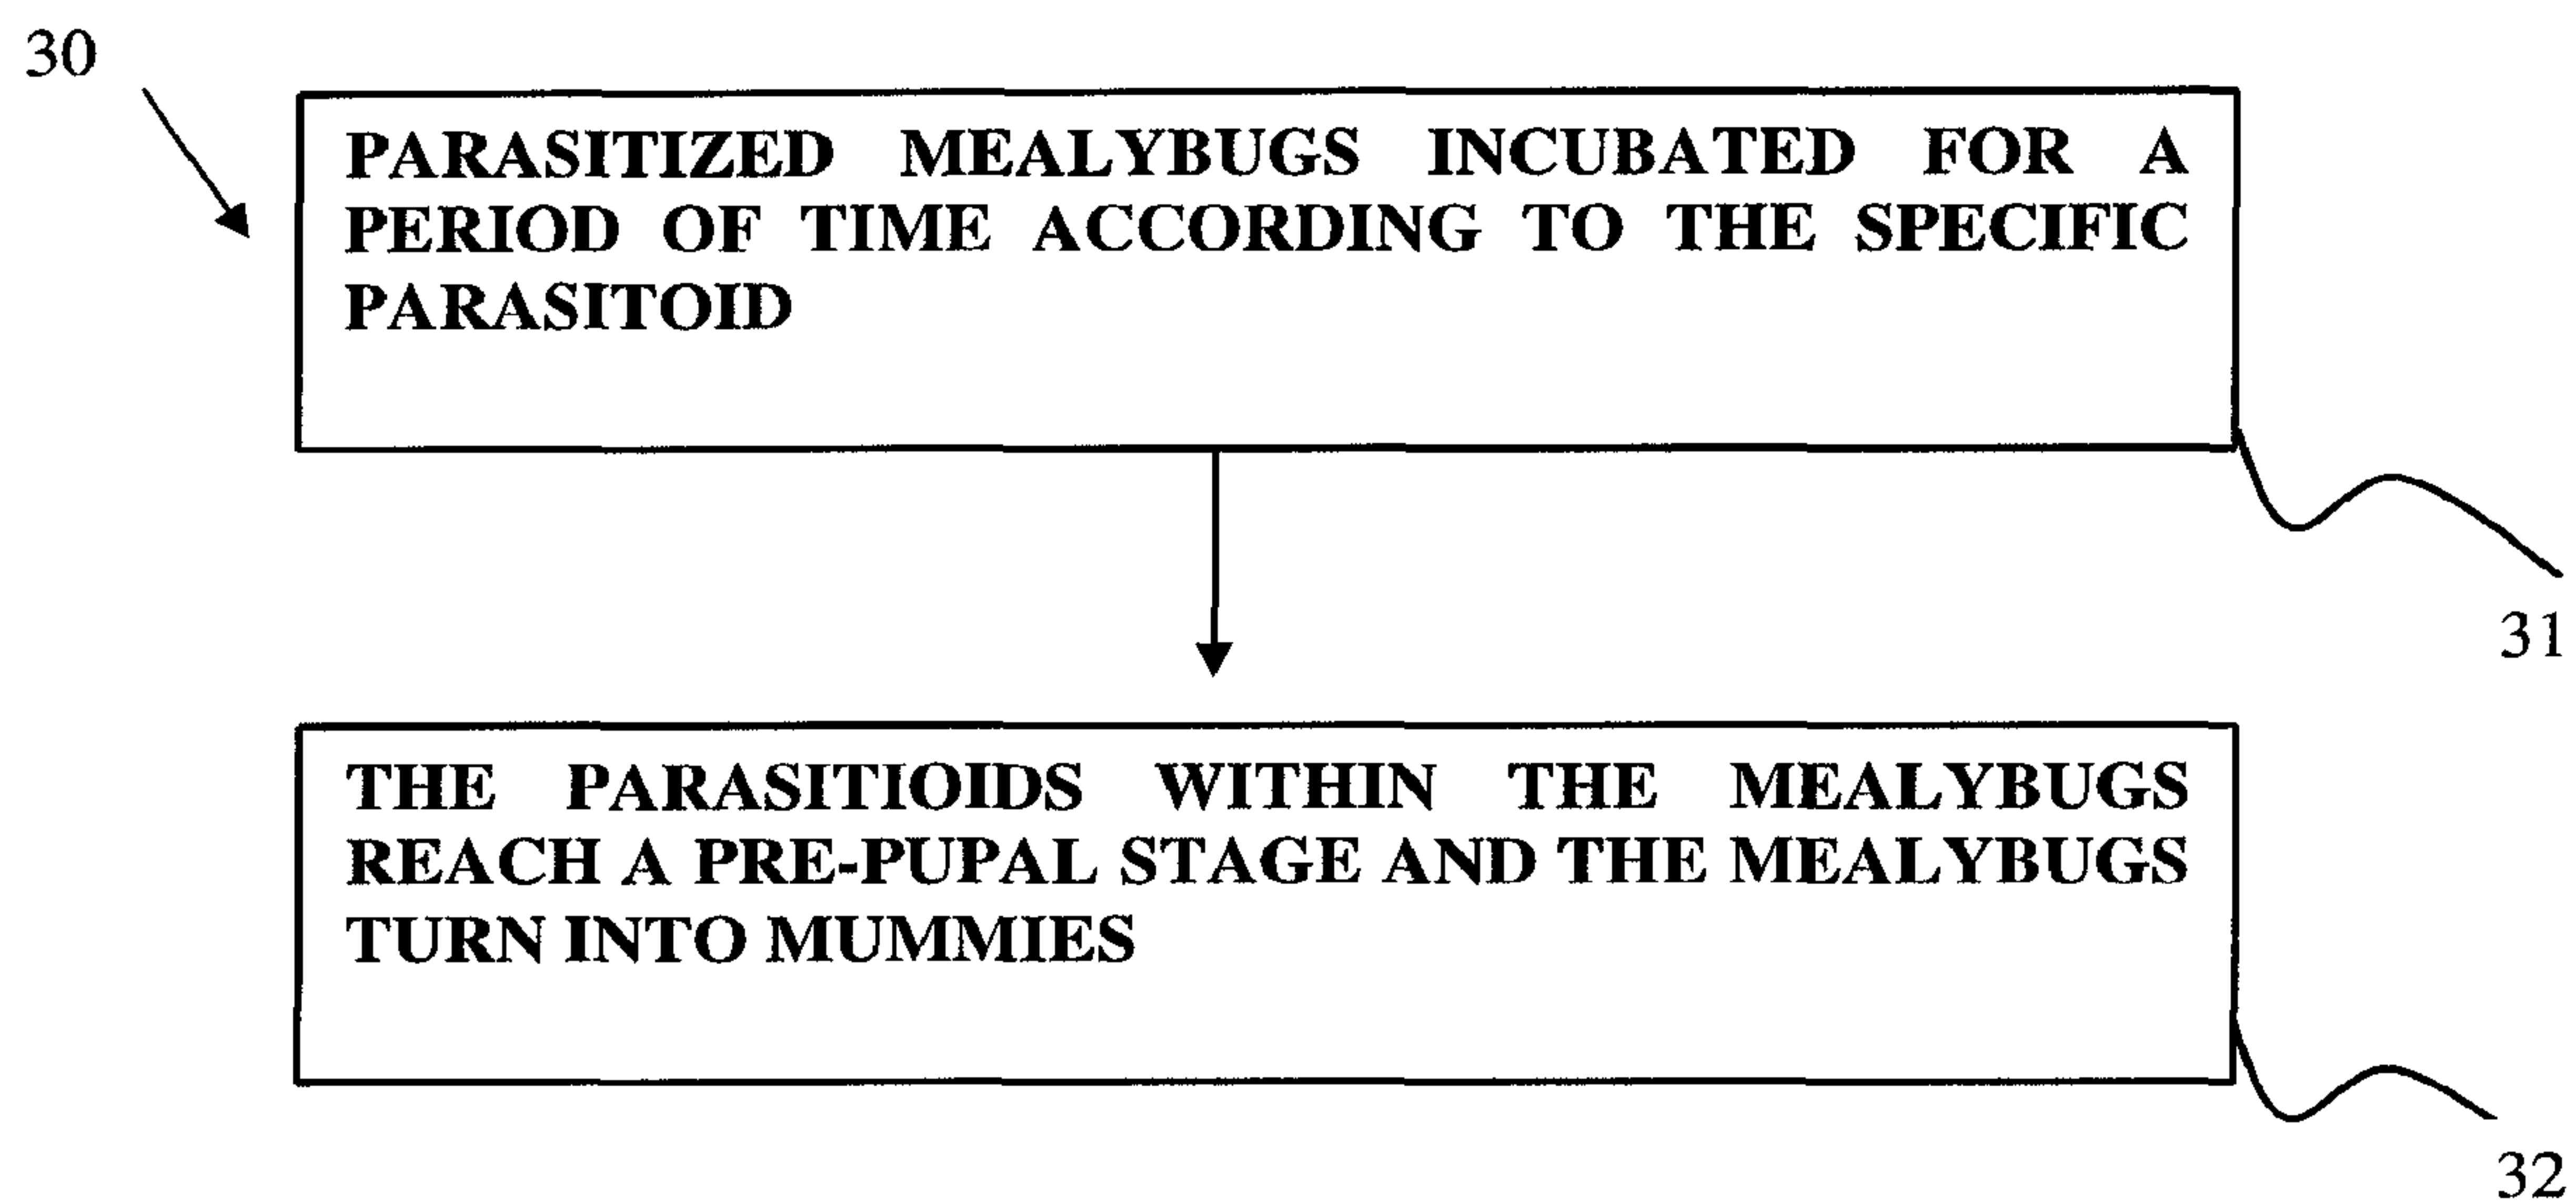 30
PARASITIZED MEALYBUGS INCUBATED FOR A
PERIOD OF TIME ACCORDING TO THE SPECIFIC
PARASITOID
31
THE PARASITIOIDS WITHIN THE MEALYBUGS
REACH A PRE-PUPAL STAGE AND THE MEALYBUGS
TURN INTO MUMMIES
32